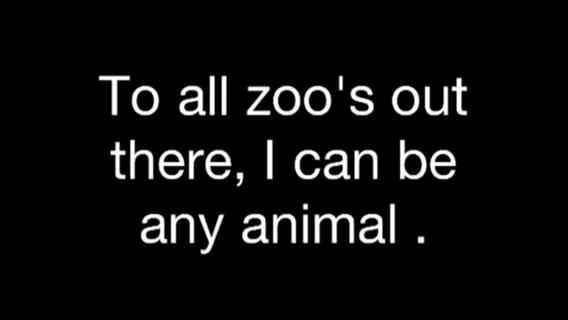 To all zoo's out
there, I can be
any animal .